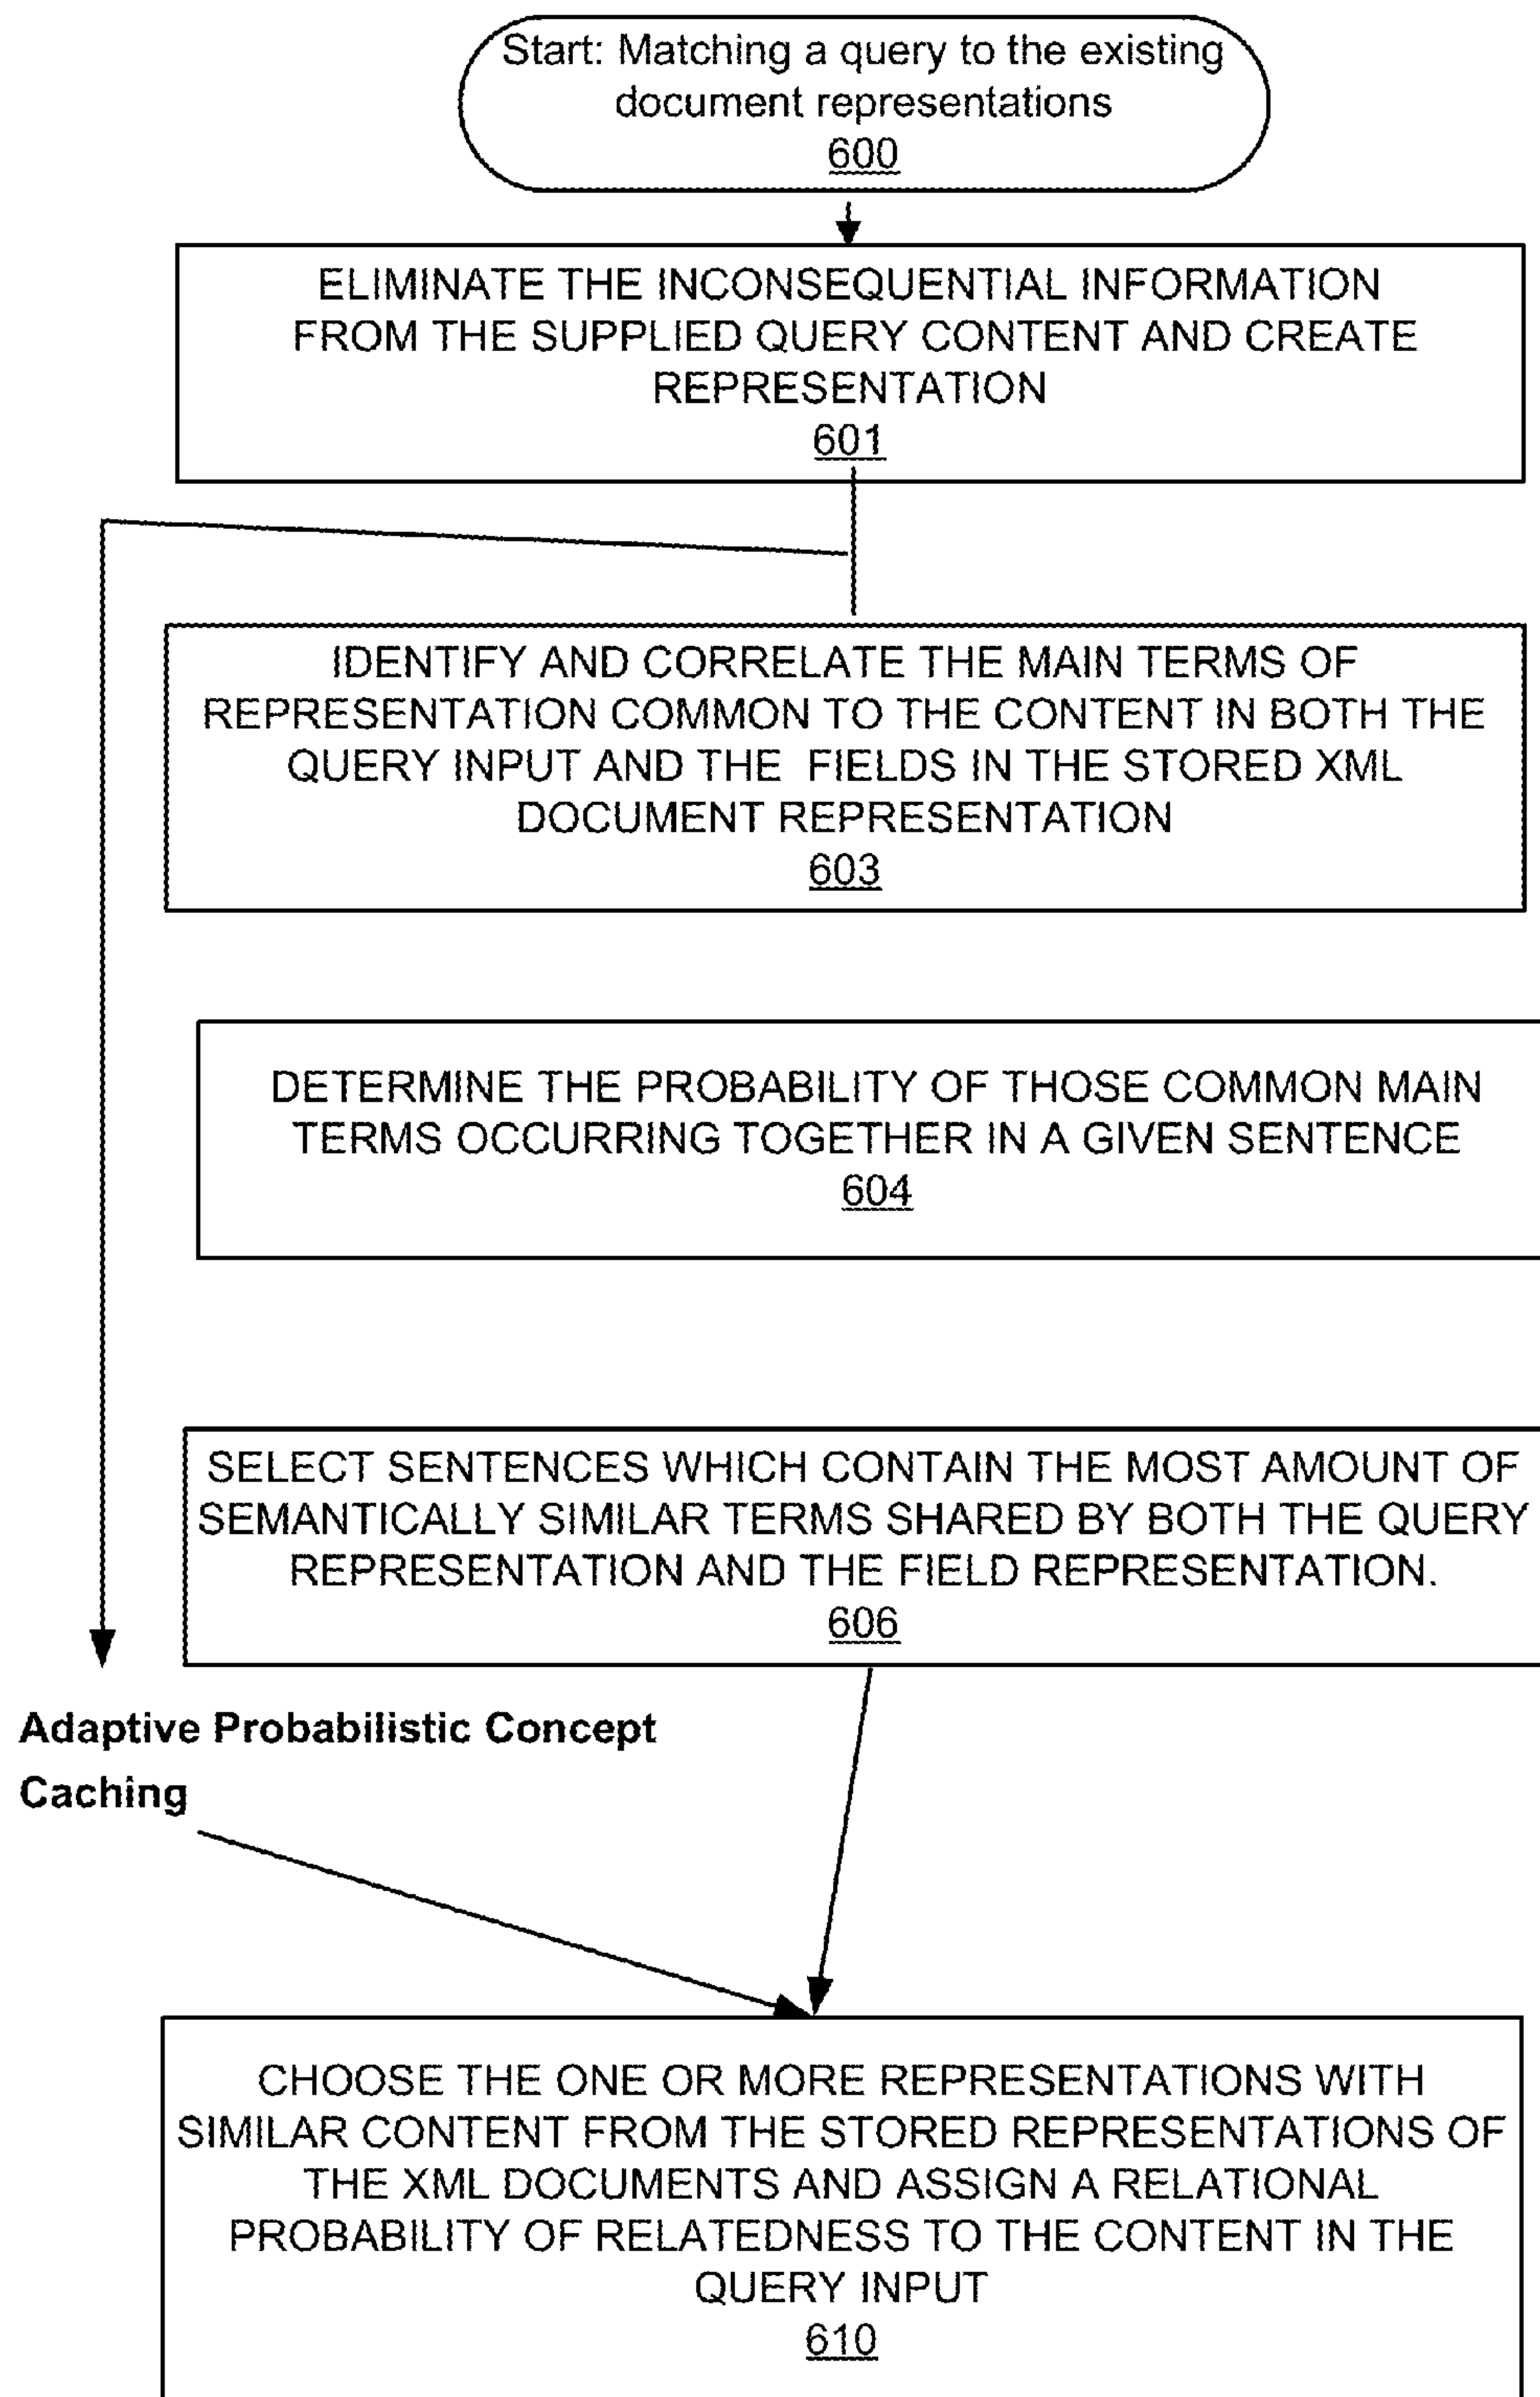 Start: Matching a query to the existing
document representations
600
ELIMINATE THE INCONSEQUENTIAL INFORMATION
FROM THE SUPPLIED QUERY CONTENT AND CREATE
REPRESENTATION
601
IDENTIFY AND CORRELATE THE MAIN TERMS OF
REPRESENTATION COMMON TO THE CONTENT IN BOTH THE
QUERY INPUT AND THE FIELDS IN THE STORED XML
DOCUMENT REPRESENTATION
603
DETERMINE THE PROBABILITY OF THOSE COMMON MAIN
TERMS OCCURRING TOGETHER IN A GIVEN SENTENCE
604
SELECT SENTENCES WHICH CONTAIN THE MOST AMOUNT OF
SEMANTICALLY SIMILAR TERMS SHARED BY BOTH THE QUERY
REPRESENTATION AND THE FIELD REPRESENTATION.
606
Adaptive Probabilistic Concept
Caching
CHOOSE THE ONE OR MORE REPRESENTATIONS WITH
SIMILAR CONTENT FROM THE STORED REPRESENTATIONS OF
THE XML DOCUMENTS AND ASSIGN A RELATIONAL
PROBABILITY OF RELATEDNESS TO THE CONTENT IN THE
QUERY INPUT
610